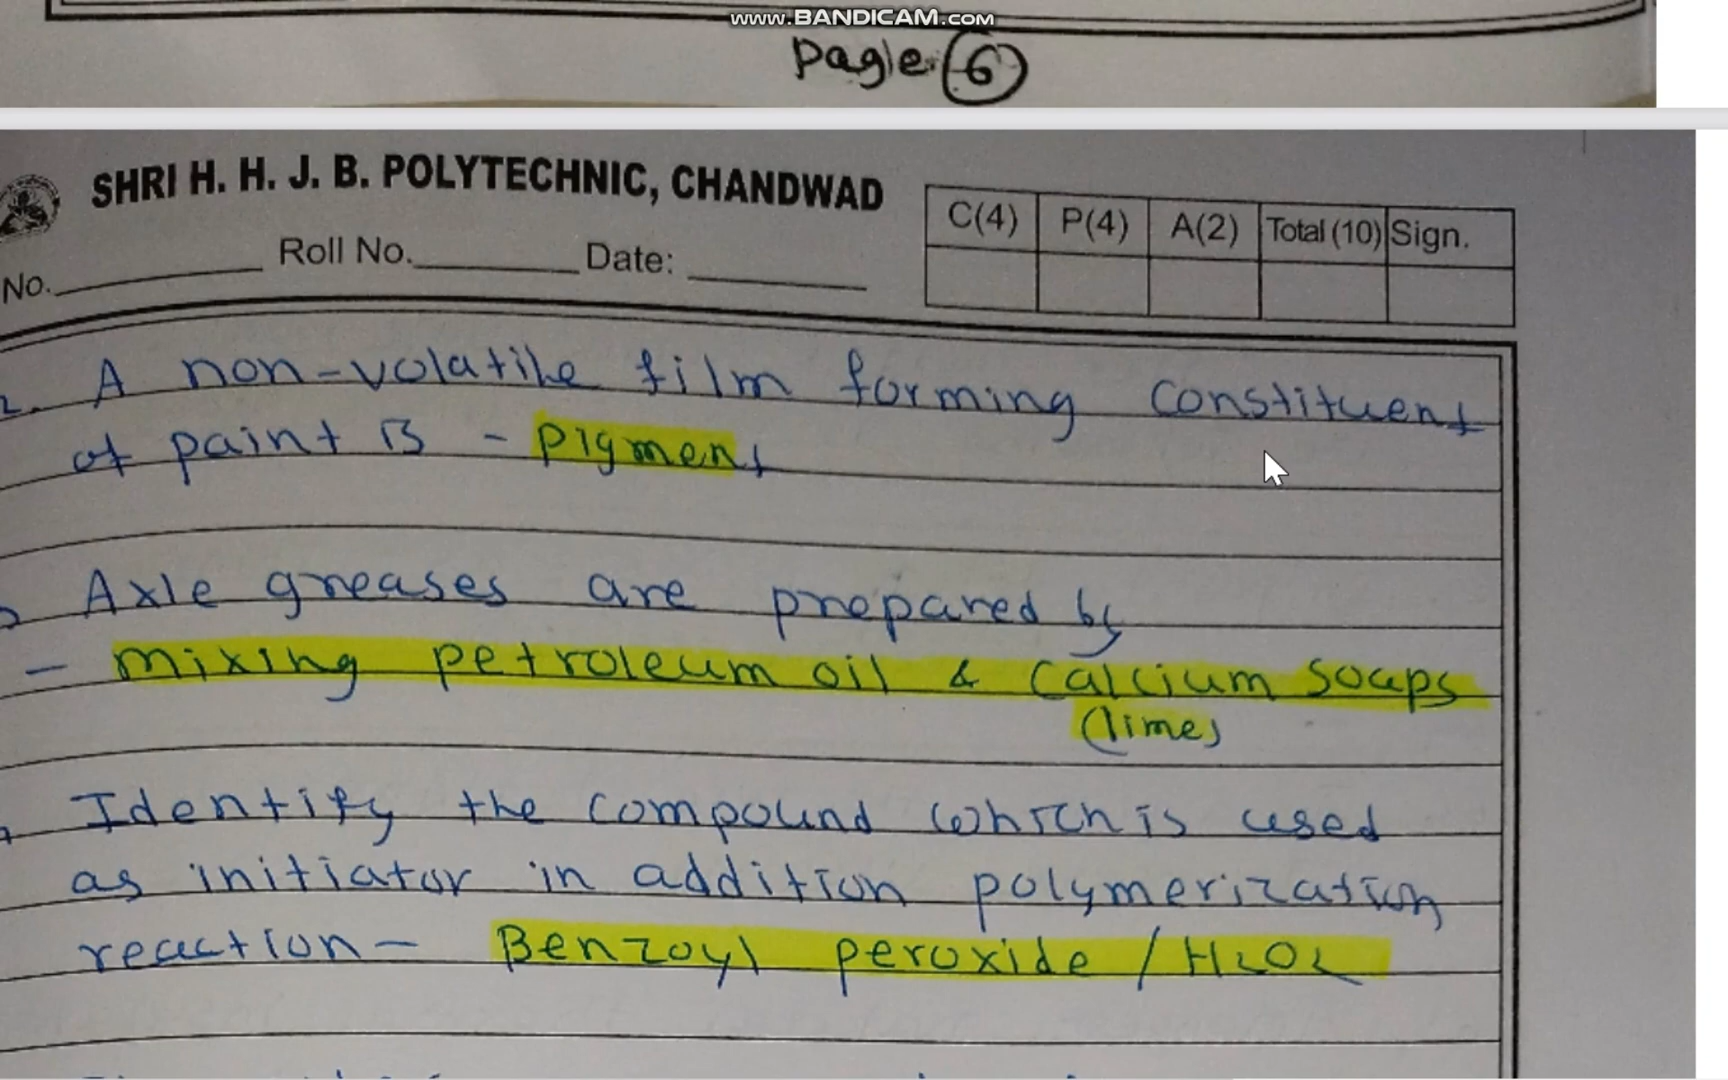 www.BANDICAM.com
Page. 6
SHRI H. H. J. B. POLYTECHNIC, CHANDWAD
C(4) P(4) A(2) Total (10) Sign.
No. Roll No. Date:
A non-volatile film forming constituent
of paint is - pigment
Axle greases are prepared by
- mixing petroleum oil & calcium soaps
(lime)
Identify the compound which is used
as initiator in addition polymerization
reaction - Benzoyl peroxide / H2O2